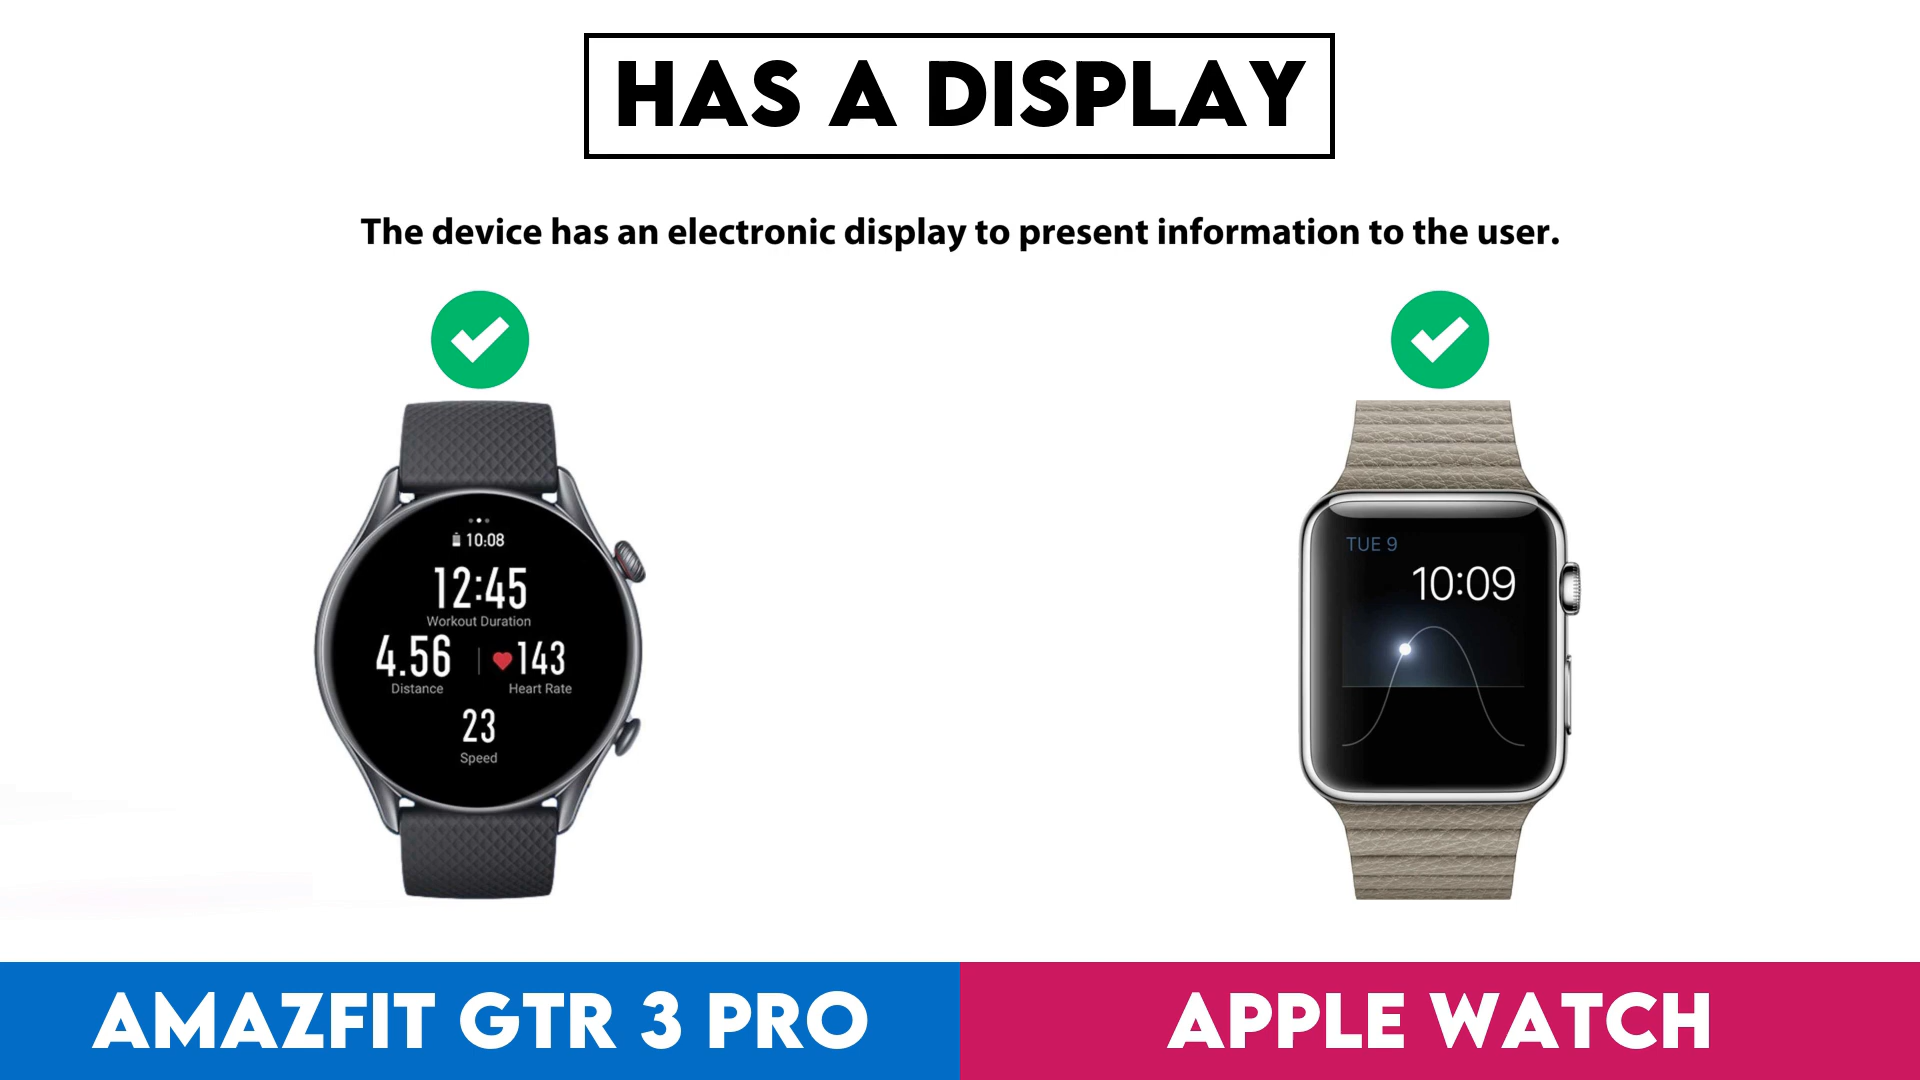 HAS A DISPLAY
The device has an electronic display to present information to the user.
10:08
12:45
Workout Duration
4.56
143
Distance
Heart Rate
23
Speed
TUE 9
10:09
AMAZFIT GTR 3 PRO
APPLE WATCH